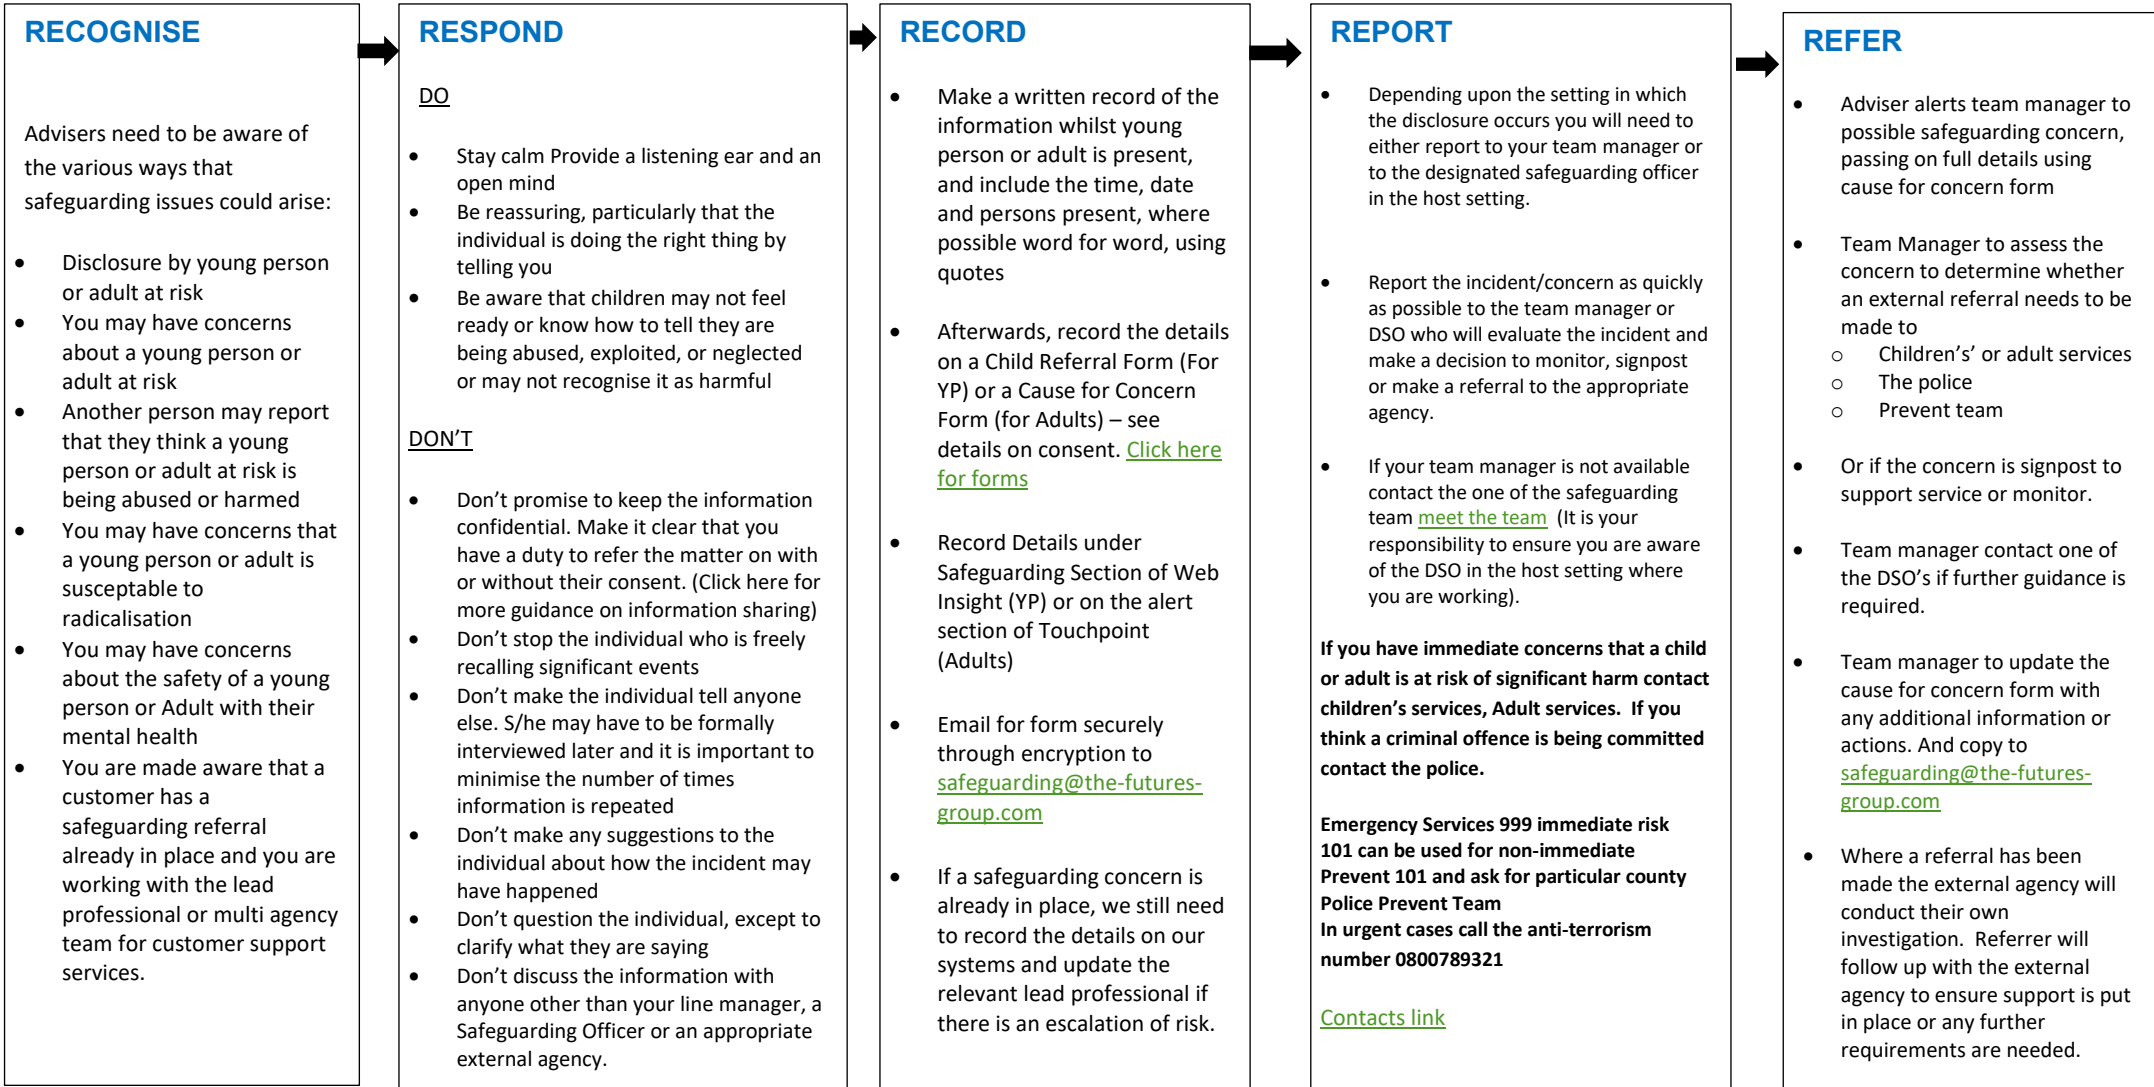 RECOGNISE
Advisers need to be aware of
the various ways that
safeguarding issues could arise:
• Disclosure by young person
or adult at risk
• You may have concerns
about a young person or
adult at risk
• Another person may report
that they think a young
person or adult at risk is
being abused or harmed
• You may have concerns that
a young person or adult is
susceptable to
radicalisation
• You may have concerns
about the safety of a young
person or Adult with their
mental health
• You are made aware that a
customer has a
safeguarding referral
already in place and you are
working with the lead
professional or multi agency
team for customer support
services.
RESPOND
DO
• Stay calm Provide a listening ear and an
open mind
• Be reassuring, particularly that the
individual is doing the right thing by
telling you
• Be aware that children may not feel
ready or know how to tell they are
being abused, exploited, or neglected
or may not recognise it as harmful
DON'T
• Don't promise to keep the information
confidential. Make it clear that you
have a duty to refer the matter on with
or without their consent. (Click here for
more guidance on information sharing)
• Don't stop the individual who is freely
recalling significant events
• Don't make the individual tell anyone
else. S/he may have to be formally
interviewed later and it is important to
minimise the number of times
information is repeated
• Don't make any suggestions to the
individual about how the incident may
have happened
• Don't question the individual, except to
clarify what they are saying
• Don't discuss the information with
anyone other than your line manager, a
Safeguarding Officer or an appropriate
external agency.
RECORD
• Make a written record of the
information whilst young
person or adult is present,
and include the time, date
and persons present, where
possible word for word, using
quotes
• Afterwards, record the details
on a Child Referral Form (For
YP) or a Cause for Concern
Form (for Adults) – see
details on consent. Click here
for forms
• Record Details under
Safeguarding Section of Web
Insight (YP) or on the alert
section of Touchpoint
(Adults)
• Email for form securely
through encryption to
safeguarding@the-futures-
group.com
• If a safeguarding concern is
already in place, we still need
to record the details on our
systems and update the
relevant lead professional if
there is an escalation of risk.
REPORT
• Depending upon the setting in which
the disclosure occurs you will need to
either report to your team manager or
to the designated safeguarding officer
in the host setting.
• Report the incident/concern as quickly
as possible to the team manager or
DSO who will evaluate the incident and
make a decision to monitor, signpost
or make a referral to the appropriate
agency.
• If your team manager is not available
contact the one of the safeguarding
team meet the team (It is your
responsibility to ensure you are aware
of the DSO in the host setting where
you are working).
If you have immediate concerns that a child
or adult is at risk of significant harm contact
children's services, Adult services. If you
think a criminal offence is being committed
contact the police.
Emergency Services 999 immediate risk
101 can be used for non-immediate
Prevent 101 and ask for particular county
Police Prevent Team
In urgent cases call the anti-terrorism
number 0800789321
Contacts link
REFER
• Adviser alerts team manager to
possible safeguarding concern,
passing on full details using
cause for concern form
• Team Manager to assess the
concern to determine whether
an external referral needs to be
made to
o Children's' or adult services
o The police
o Prevent team
• Or if the concern is signpost to
support service or monitor.
• Team manager contact one of
the DSO's if further guidance is
required.
• Team manager to update the
cause for concern form with
any additional information or
actions. And copy to
safeguarding@the-futures-
group.com
• Where a referral has been
made the external agency will
conduct their own
investigation. Referrer will
follow up with the external
agency to ensure support is put
in place or any further
requirements are needed.